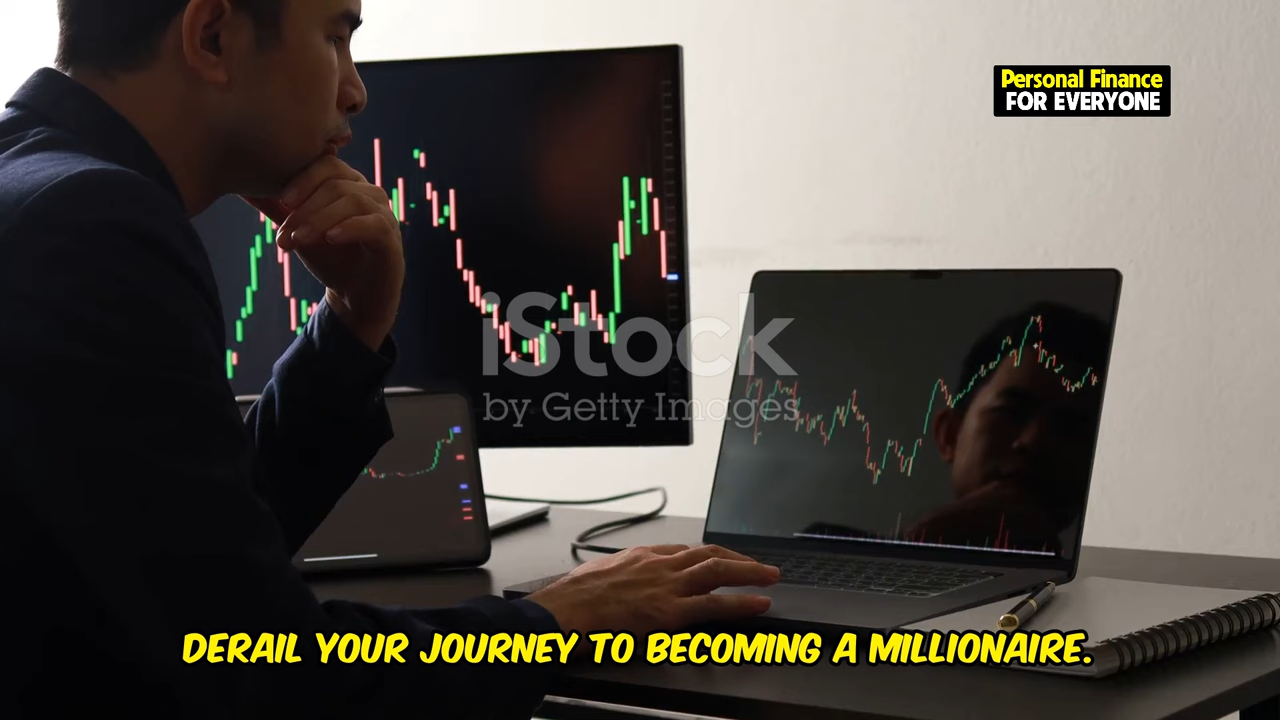 Personal Finance
FOR EVERYONE
iStock
by Getty Images
DERAIL YOUR JOURNEY TO BECOMING A MILLIONAIRE.